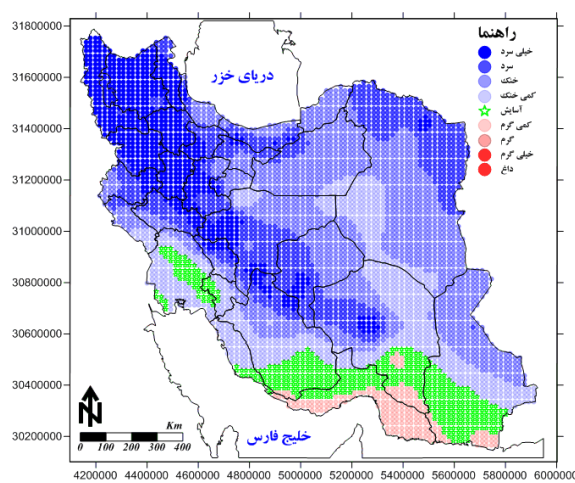 31800000
31600000
31400000
31200000
31000000
30800000
30600000
30400000
30200000
دریای خزر
راهنما
خیلی سرد
سرد
خنک
کمی خنک
آسایش
کمی گرم
گرم
خیلی گرم
داغ
N
Km
0 100 200 300 400
خلیج فارس
4200000 4400000 4600000 4800000 5000000 5200000 5400000 5600000 5800000 6000000